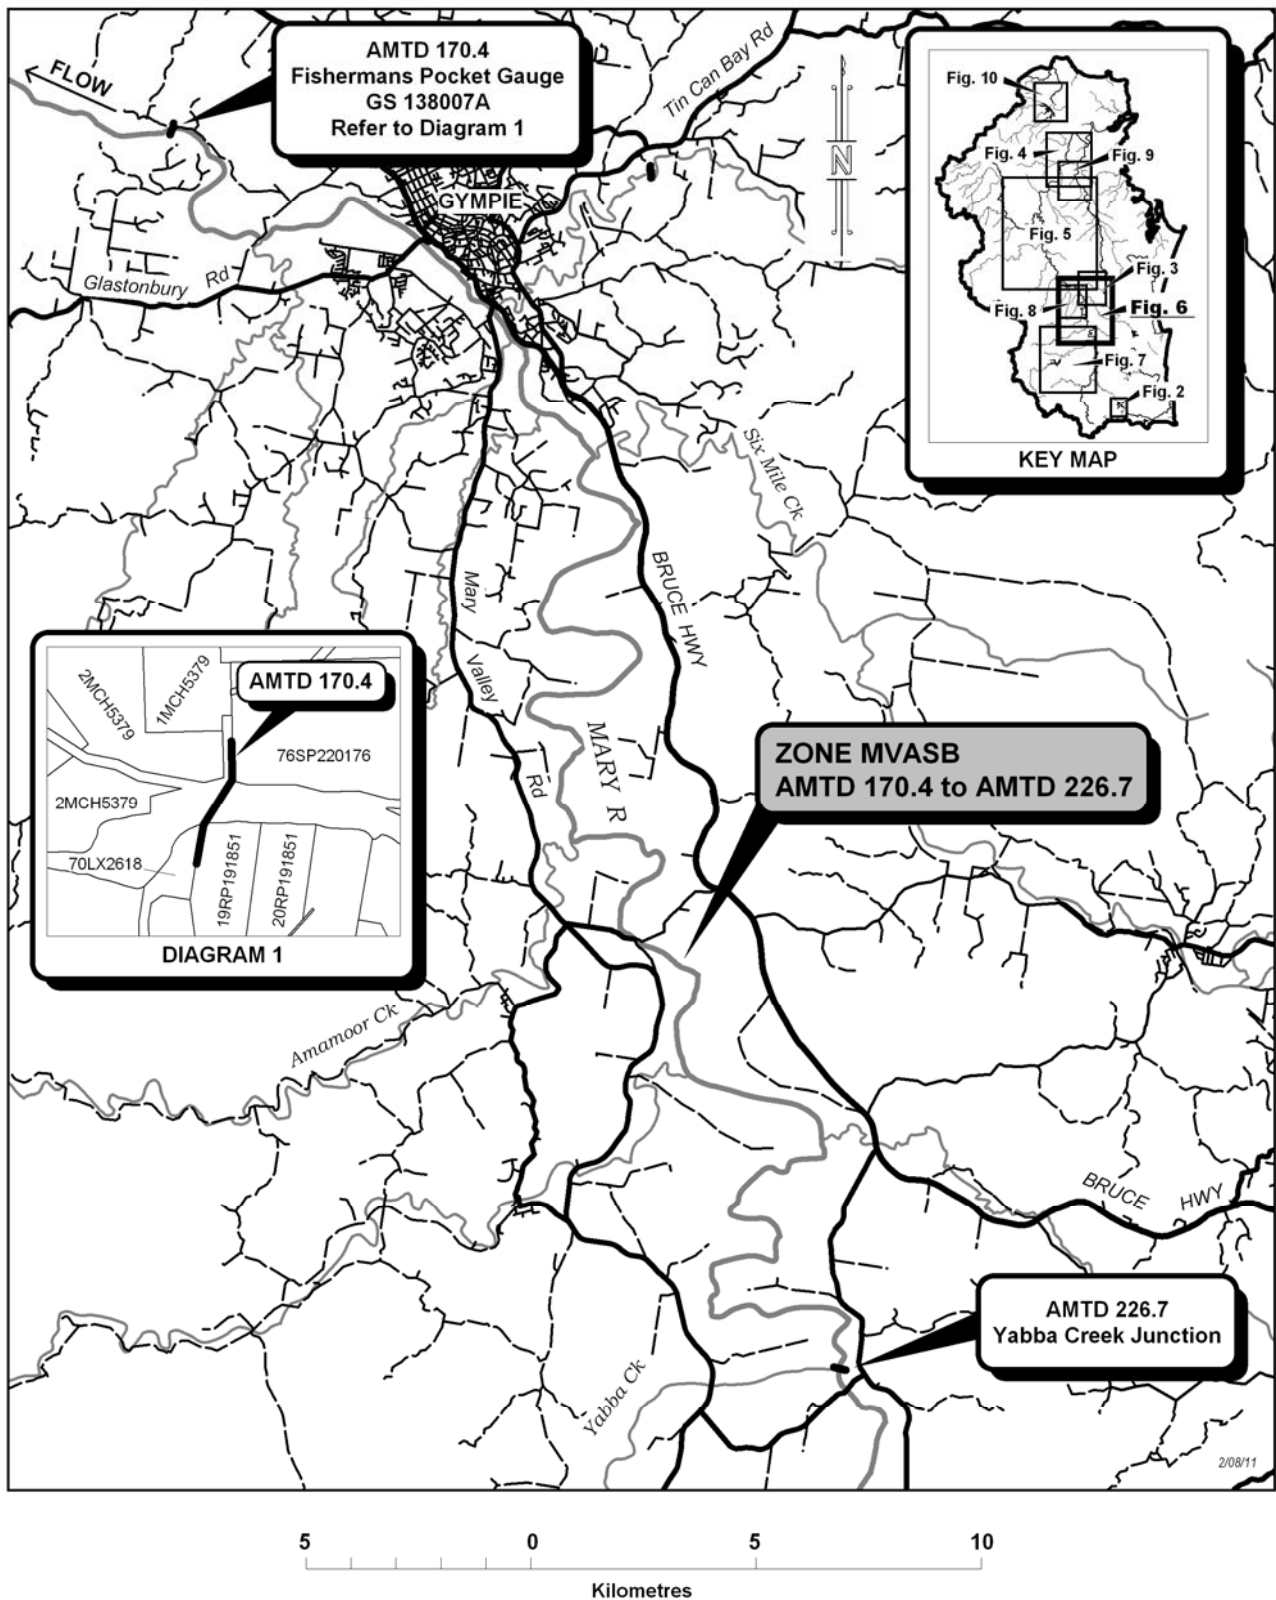 FLOW
AMTD 170.4
Fishermans Pocket Gauge
GS 138007A
Refer to Diagram 1
Tin Can Bay Rd
N
Fig. 10
Fig. 4
Fig. 9
Fig. 5
Fig. 3
Fig. 8
Fig. 6
Fig. 7
Fig. 2
KEY MAP
GYMPIE
Glastonbury Rd
Six Mile Ck
BRUCE HWY
Mary Valley Rd
MARY R
AMTD 170.4
2MCH5379
1MCH5379
76SP220176
2MCH5379
70LX2618
19RP191851
20RP191851
DIAGRAM 1
ZONE MVASB
AMTD 170.4 to AMTD 226.7
Amamoor Ck
BRUCE HWY
AMTD 226.7
Yabba Creek Junction
Yabba Ck
2/08/11
5 0 5 10
Kilometres